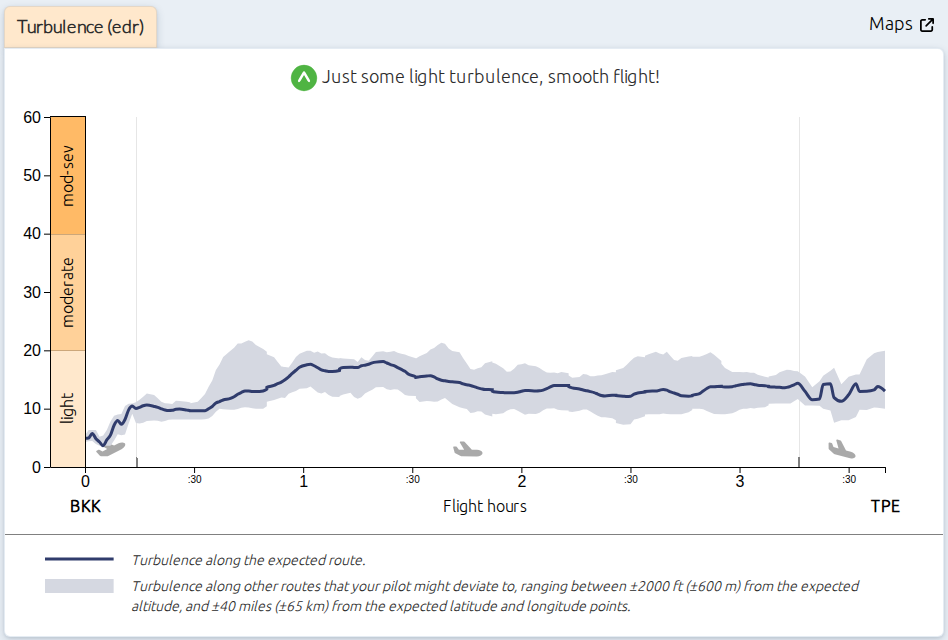 Turbulence (edr)
Maps
Just some light turbulence, smooth flight!
60
50
40
30
20
10
0
mod-sev
moderate
light
0 :30 1 :30 2 :30 3 :30
BKK Flight hours TPE
Turbulence along the expected route.
Turbulence along other routes that your pilot might deviate to, ranging between ±2000 ft (±600 m) from the expected
altitude, and ±40 miles (±65 km) from the expected latitude and longitude points.